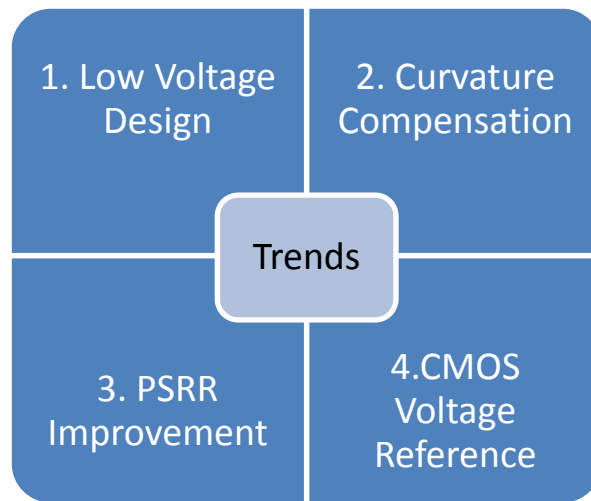 1. Low Voltage
Design
2. Curvature
Compensation
Trends
3. PSRR
Improvement
4.CMOS
Voltage
Reference